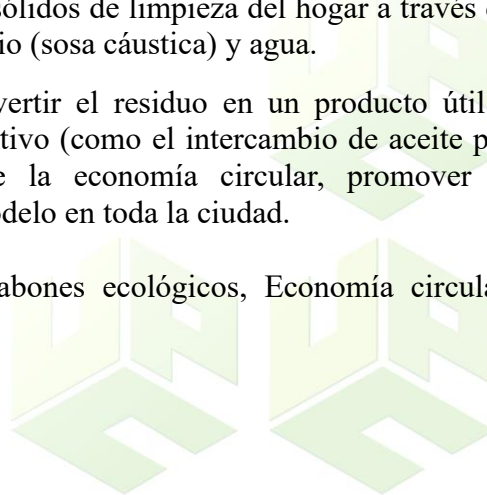 sólidos de limpieza del hogar a través
io (sosa cáustica) y agua.
vertir el residuo en un producto útil
tivo (como el intercambio de aceite p
e la economía circular, promover
delo en toda la ciudad.
abones ecológicos, Economía circula